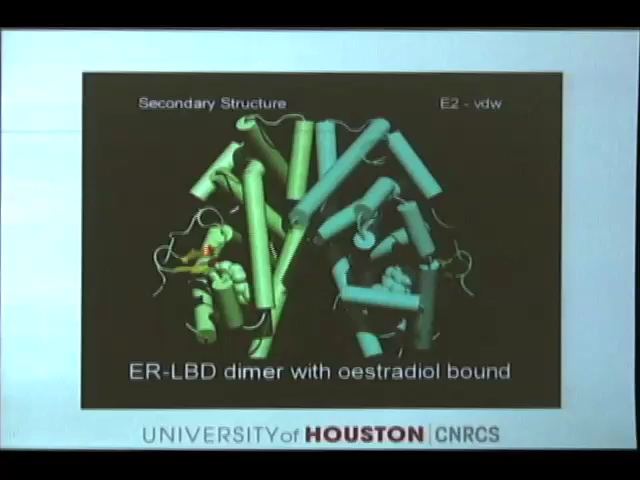 Secondary Structure
E2 - vdw
ER-LBD dimer with oestradiol bound
UNIVERSITY of HOUSTON | CNRCS